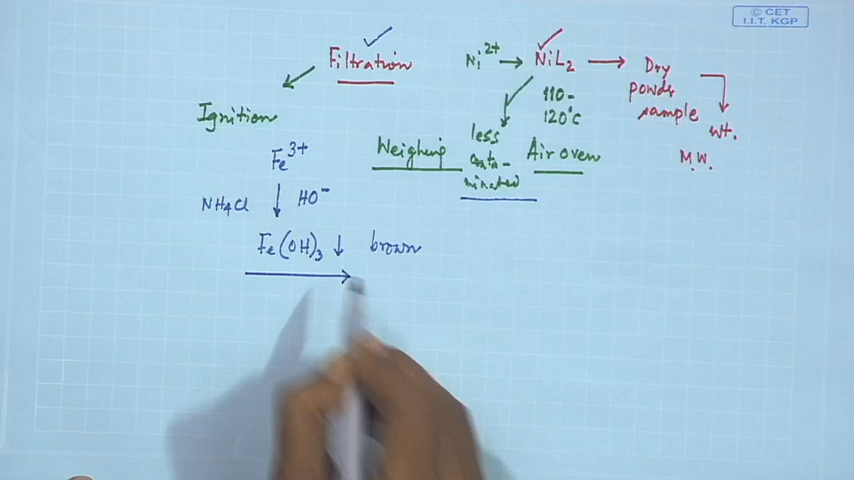 © CET
I.I.T. KGP
Filtration
Ni²⁺ → NiL₂ → Dry
powder
sample
wt.
M.W.
Ignition
110-
120°C
less
conta-
minated
Weighing
Air oven
Fe³⁺
NH₄Cl HO⁻
Fe(OH)₃ ↓ brown